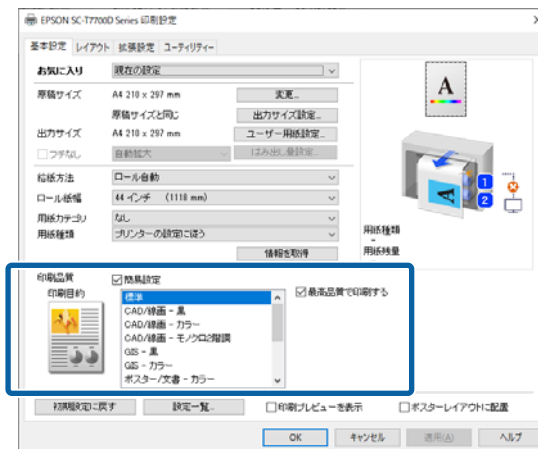 EPSON SC-T7700D Series 印刷設定
基本設定 レイアウト 拡張設定 ユーティリティー
お気に入り 現在の設定
原稿サイズ A4 210 x 297 mm 変更...
原稿サイズと同じ 出力サイズ設定...
出力サイズ A4 210 x 297 mm ユーザー用紙設定...
フチなし 自動拡大 はみ出し量設定...
給紙方法 ロール自動
ロール紙幅 44 インチ (1118 mm)
用紙カテゴリ なし
用紙種類 プリンターの設定に従う
情報を取得
A
A
1
2
用紙種類
-
用紙残量
印刷品質 簡易設定
印刷目的 標準 最高品質で印刷する
CAD/線画 - 黒
CAD/線画 - カラー
CAD/線画 - モノクロ2階調
GIS - 黒
GIS - カラー
ポスター/文書 - カラー
初期設定に戻す 設定一覧... 印刷プレビューを表示 ポスターレイアウトに配置
OK キャンセル 適用(A) ヘルプ